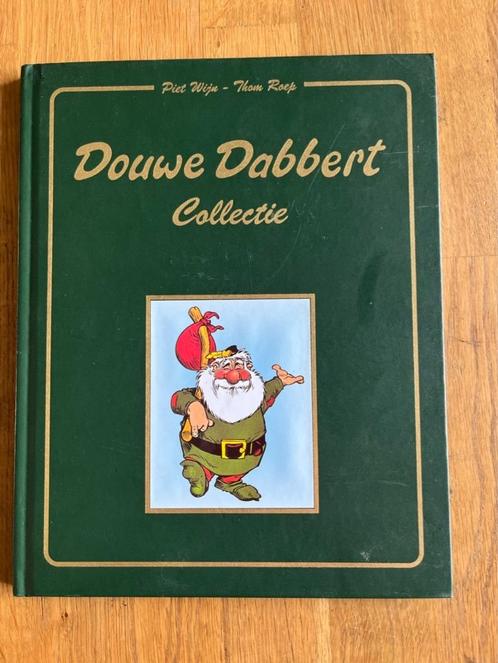 Piet Wijn - Thom Roep
Douwe Dabbert
Collectie